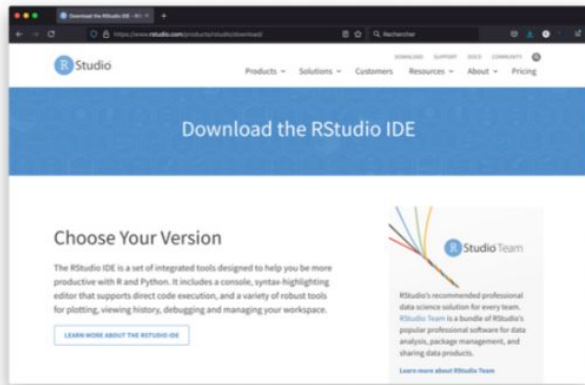 Download the RStudio IDE - RS
https://www.rstudio.com/products/rstudio/download/
Rechercher
DOWNLOAD SUPPORT DOCS COMMUNITY
R Studio
Products Solutions Customers Resources About Pricing
Download the RStudio IDE
Choose Your Version
The RStudio IDE is a set of integrated tools designed to help you be more
productive with R and Python. It includes a console, syntax-highlighting
editor that supports direct code execution, and a variety of robust tools
for plotting, viewing history, debugging and managing your workspace.
LEARN MORE ABOUT THE RSTUDIO IDE
R Studio Team
RStudio's recommended professional
data science solution for every team.
RStudio Team is a bundle of RStudio's
popular professional software for data
analysis, package management, and
sharing data products.
Learn more about RStudio Team